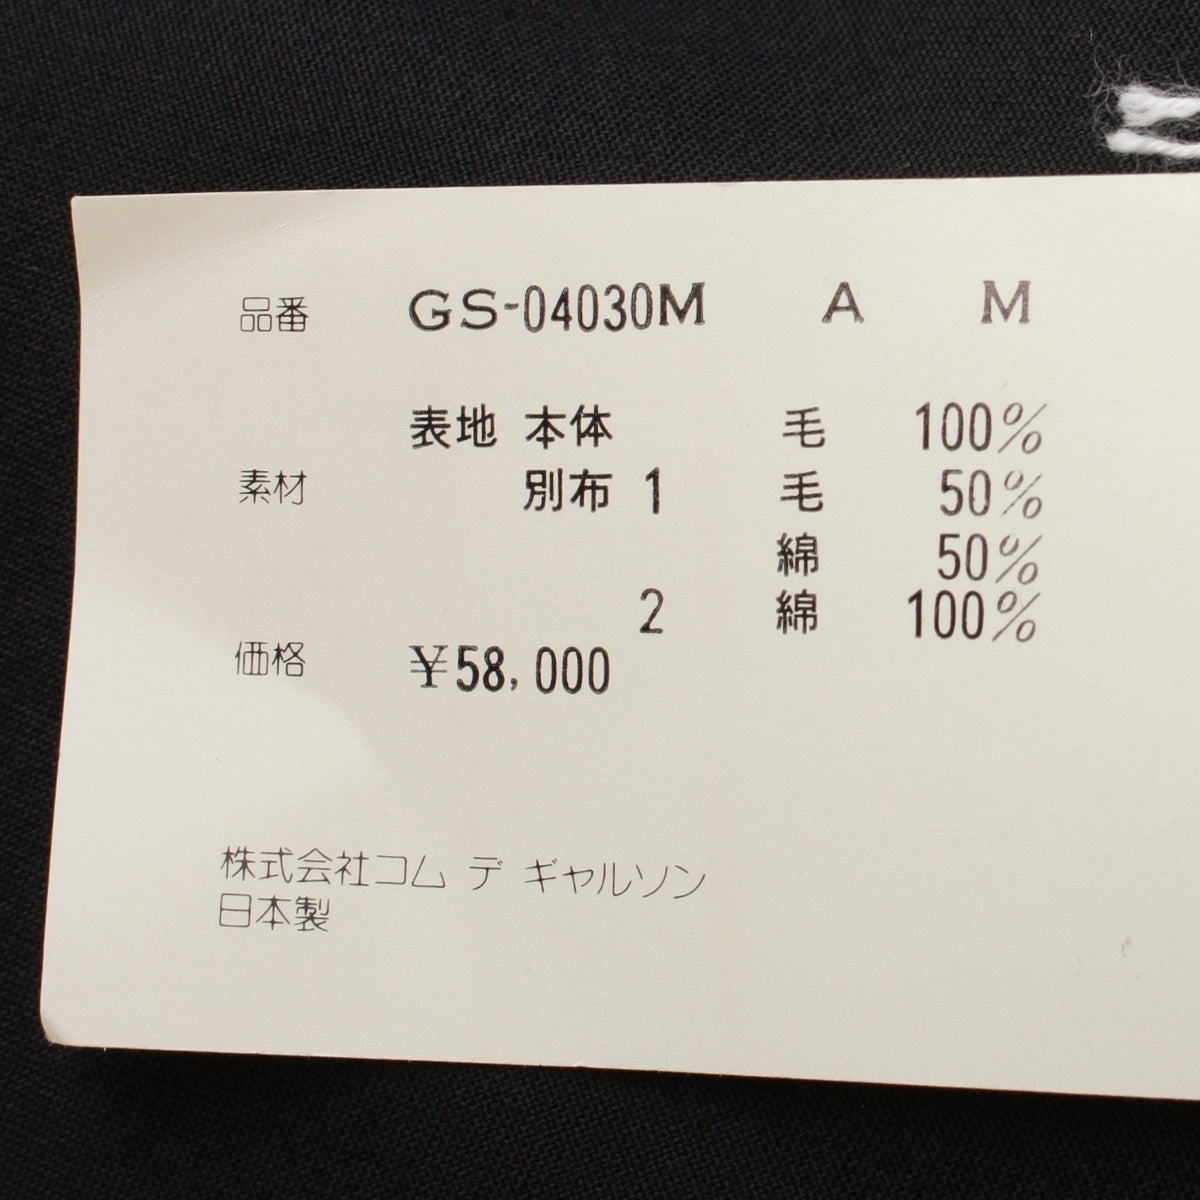 品番 GS-04030M A M
表地 本体 毛 100%
素材 別布 1 毛 50%
綿 50%
2 綿 100%
価格 ¥58,000
株式会社コム デ ギャルソン
日本製